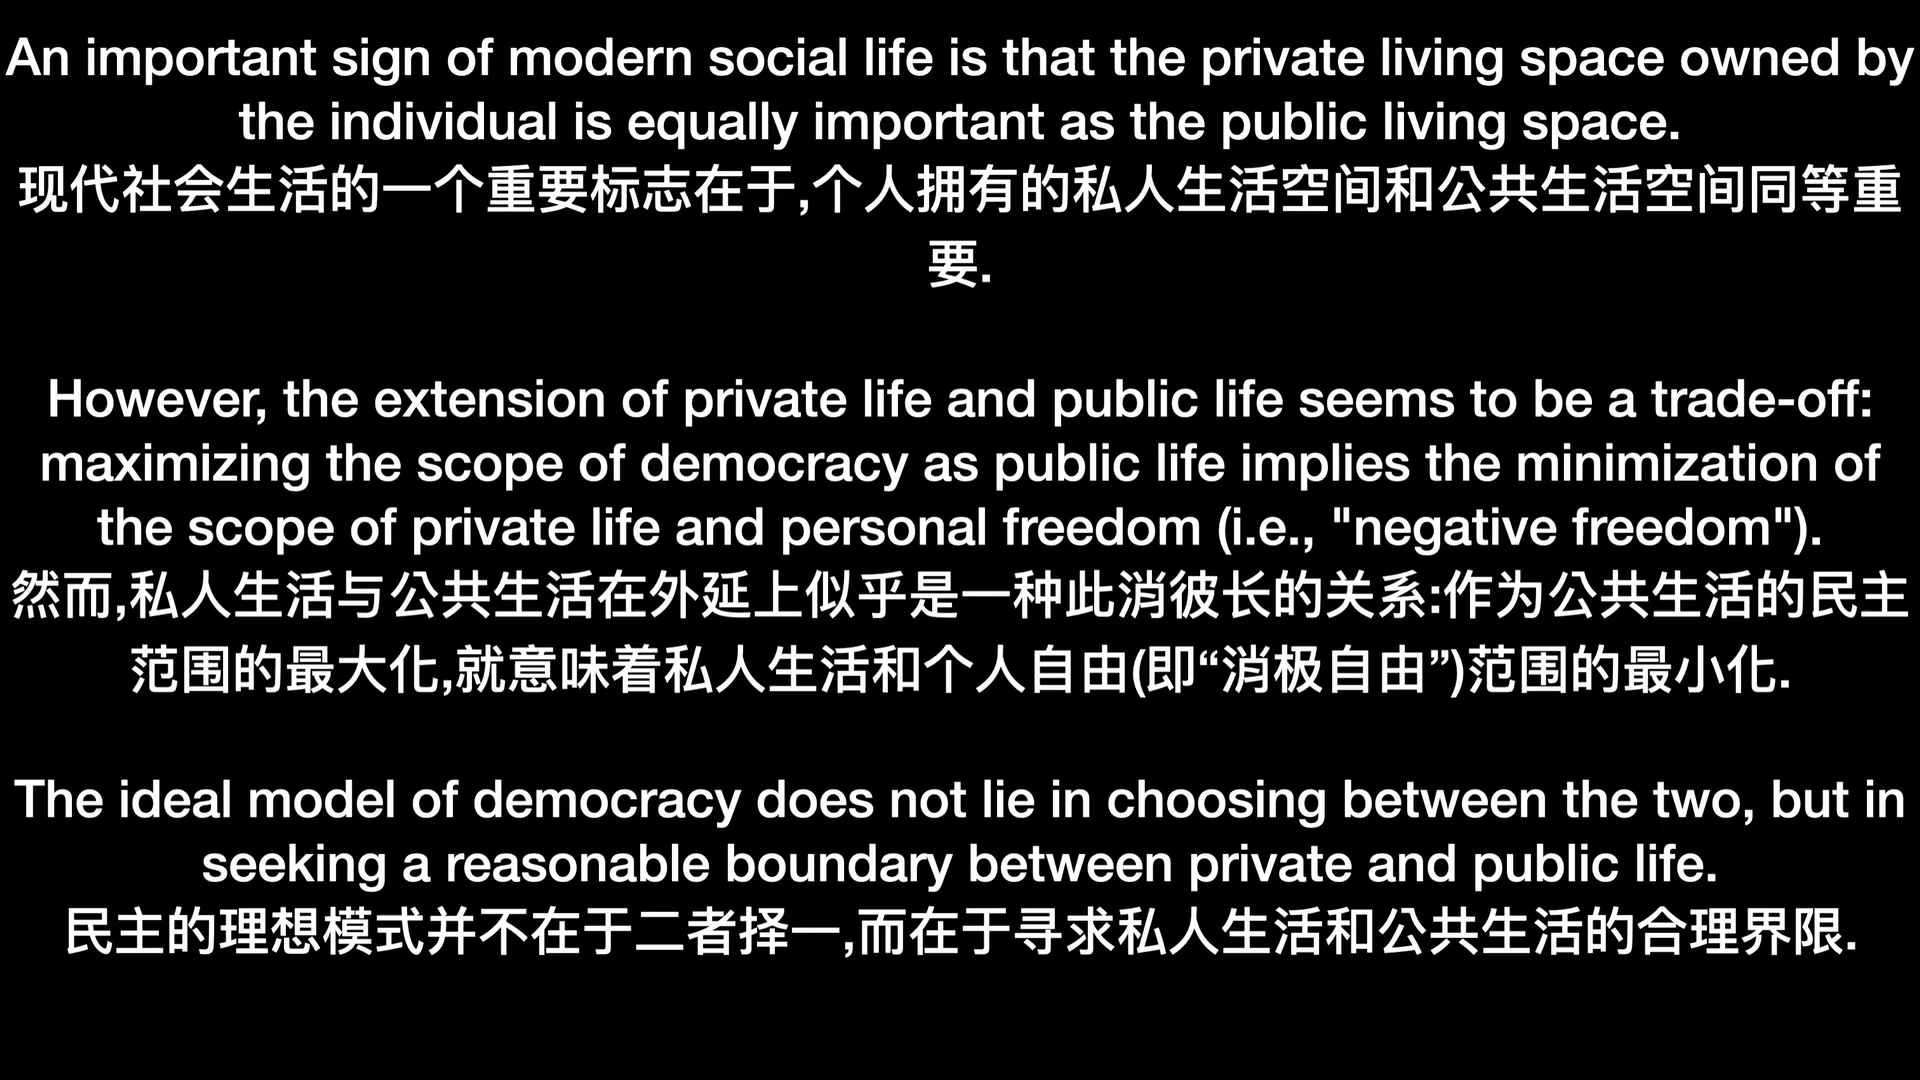 An important sign of modern social life is that the private living space owned by
the individual is equally important as the public living space.
现代社会生活的一个重要标志在于,个人拥有的私人生活空间和公共生活空间同等重
要.
However, the extension of private life and public life seems to be a trade-off:
maximizing the scope of democracy as public life implies the minimization of
the scope of private life and personal freedom (i.e., "negative freedom").
然而,私人生活与公共生活在外延上似乎是一种此消彼长的关系:作为公共生活的民主
范围的最大化,就意味着私人生活和个人自由(即“消极自由”)范围的最小化.
The ideal model of democracy does not lie in choosing between the two, but in
seeking a reasonable boundary between private and public life.
民主的理想模式并不在于二者择一,而在于寻求私人生活和公共生活的合理界限.